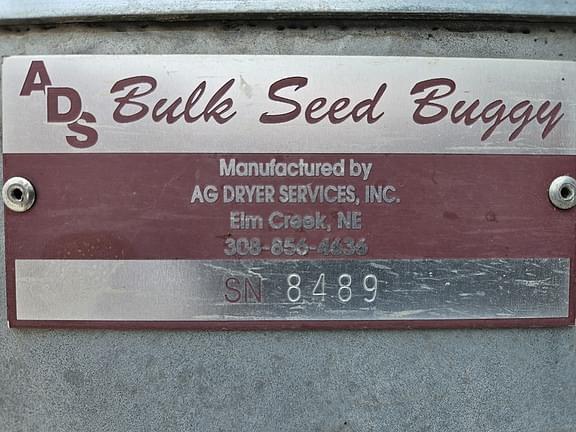 ADS Bulk Seed Buggy
Manufactured by
AG DRYER SERVICES, INC.
Elm Creek, NE
308-856-4636
SN 8489